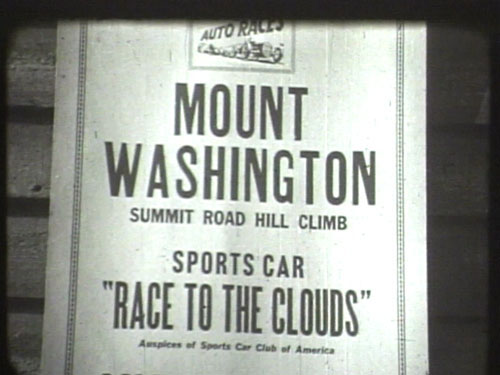 AUTO RACES
MOUNT
WASHINGTON
SUMMIT ROAD HILL CLIMB
SPORTS CAR
"RACE TO THE CLOUDS"
Auspices of Sports Car Club of America